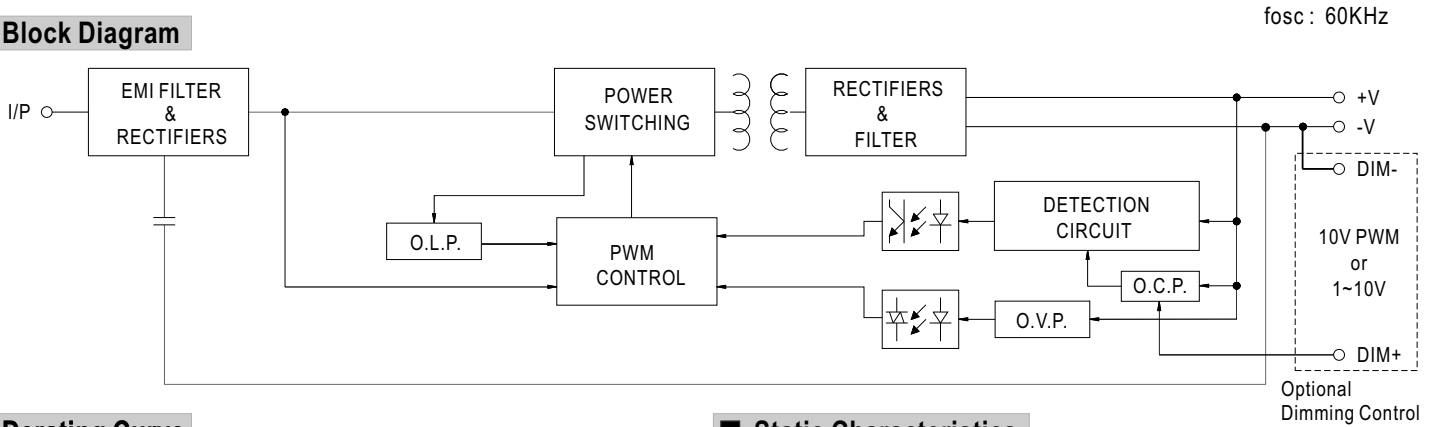 fosc : 60KHz
Block Diagram
I/P
EMI FILTER
&
RECTIFIERS
POWER
SWITCHING
RECTIFIERS
&
FILTER
+V
-V
DIM-
DETECTION
CIRCUIT
O.L.P.
PWM
CONTROL
10V PWM
or
1~10V
O.C.P.
O.V.P.
DIM+
Optional
Dimming Control